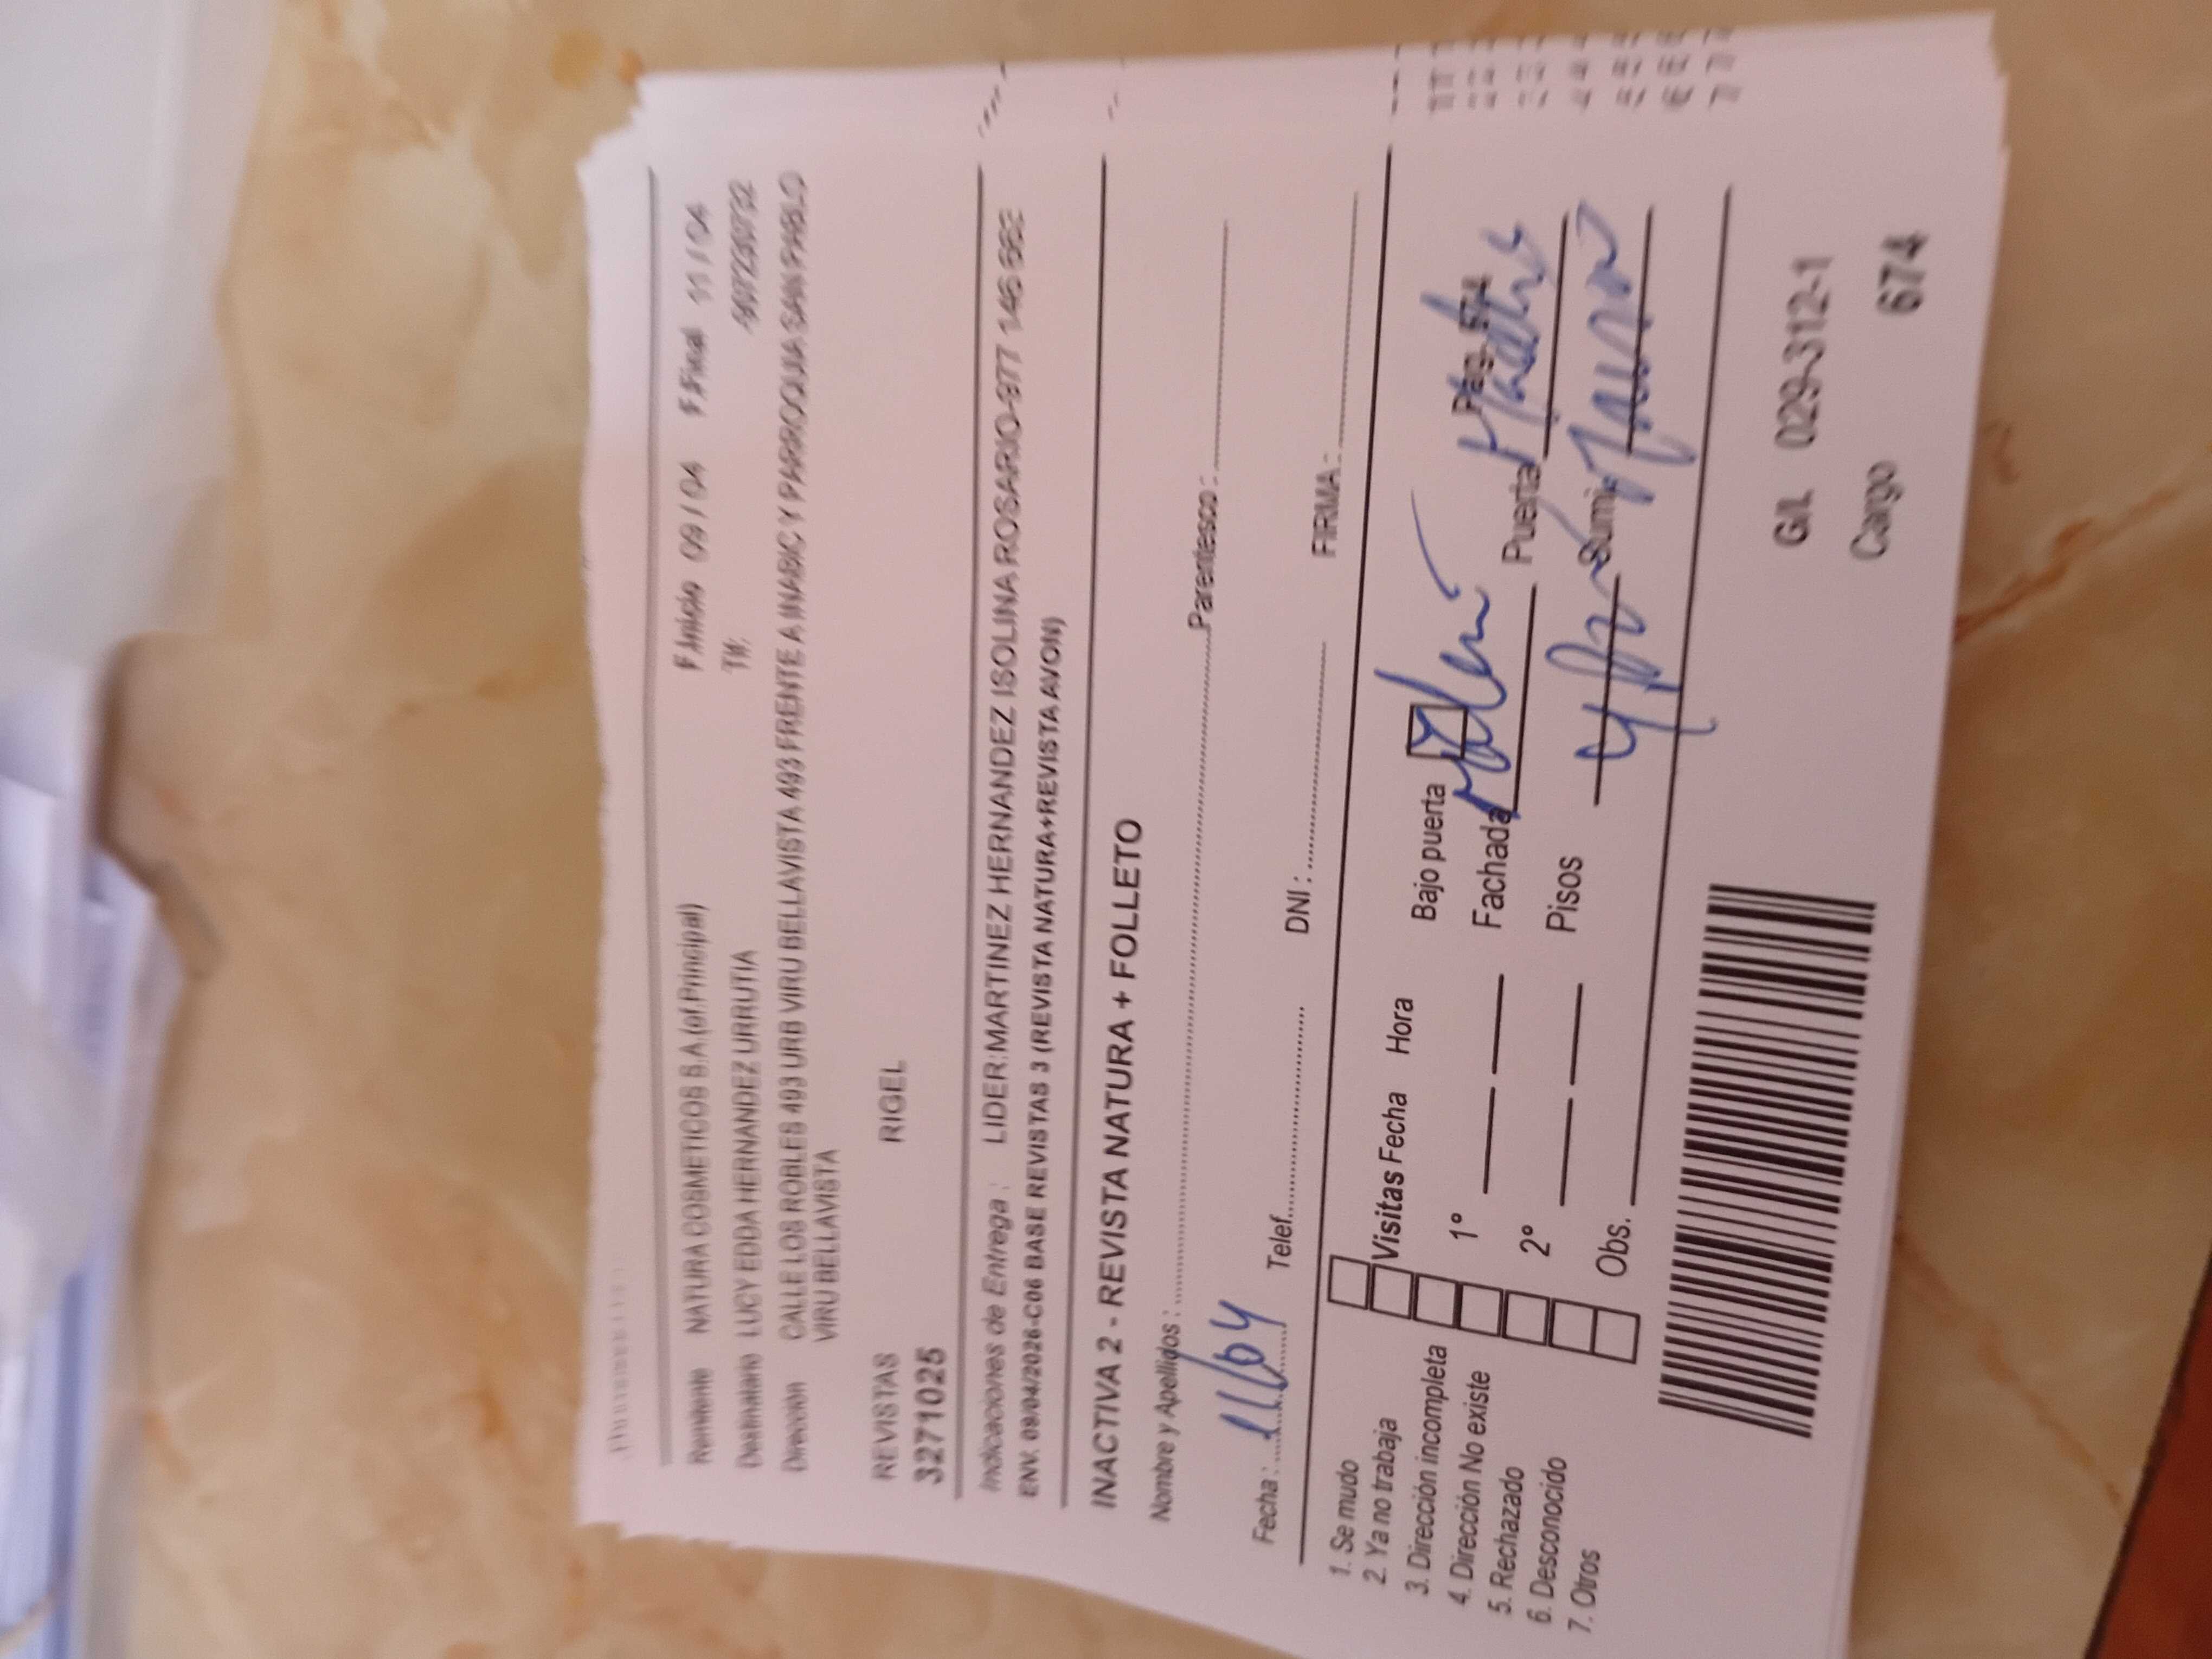 Remitente NATURA COSMETICOS S.A (of.Principal) F.Inicio 09/04 F.Final 11/04
Destinatario LUCY EDDA HERNANDEZ URRUTIA Tlf.
Dirección CALLE LOS ROBLES 493 URB VIRU BELLAVISTA 493 FRENTE A INABIC Y PARROQUIA SAN PABLO
VIRU BELLAVISTA
REVISTAS RIGEL
3271025
Indicaciones de Entrega : LIDER:MARTINEZ HERNANDEZ ISOLINA ROSARIO-977 146 662
ENV. 09/04/2026-C06 BASE REVISTAS 3 (REVISTA NATURA+REVISTA AVON)
INACTIVA 2 - REVISTA NATURA + FOLLETO
Nombre y Apellidos : Parentesco :
Fecha : 11/04 Telef. DNI : FIRMA :
1. Se mudo
2. Ya no trabaja
3. Dirección incompleta
4. Dirección No existe
5. Rechazado
6. Desconocido
7. Otros
Visitas Fecha Hora Bajo puerta Pág.
1° Fachada Puerta
2° Pisos Sumi
Obs.
G/L 029-312-1
Cargo 674